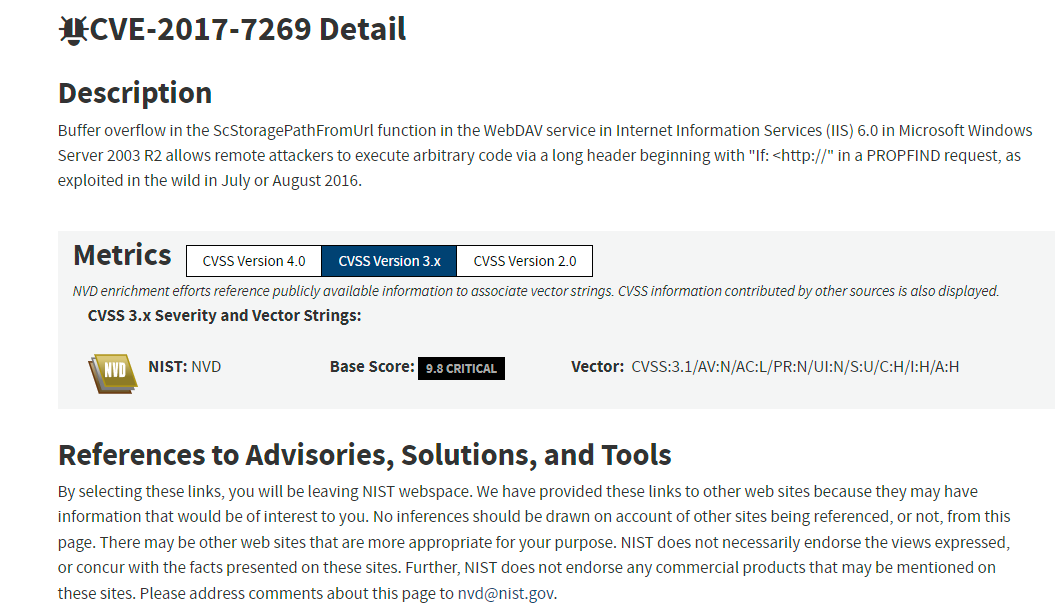 CVE-2017-7269 Detail
Description
Buffer overflow in the ScStoragePathFromUrl function in the WebDAV service in Internet Information Services (IIS) 6.0 in Microsoft Windows
Server 2003 R2 allows remote attackers to execute arbitrary code via a long header beginning with "If: <http://" in a PROPFIND request, as
exploited in the wild in July or August 2016.
Metrics
CVSS Version 4.0 CVSS Version 3.x CVSS Version 2.0
NVD enrichment efforts reference publicly available information to associate vector strings. CVSS information contributed by other sources is also displayed.
CVSS 3.x Severity and Vector Strings:
NVD NIST: NVD Base Score: 9.8 CRITICAL Vector: CVSS:3.1/AV:N/AC:L/PR:N/UI:N/S:U/C:H/I:H/A:H
References to Advisories, Solutions, and Tools
By selecting these links, you will be leaving NIST webspace. We have provided these links to other web sites because they may have
information that would be of interest to you. No inferences should be drawn on account of other sites being referenced, or not, from this
page. There may be other web sites that are more appropriate for your purpose. NIST does not necessarily endorse the views expressed,
or concur with the facts presented on these sites. Further, NIST does not endorse any commercial products that may be mentioned on
these sites. Please address comments about this page to nvd@nist.gov.